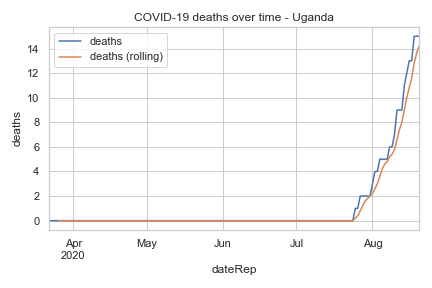 COVID-19 deaths over time - Uganda
deaths
deaths (rolling)
14
12
10
8
6
4
2
0
deaths
Apr May Jun Jul Aug
2020
dateRep